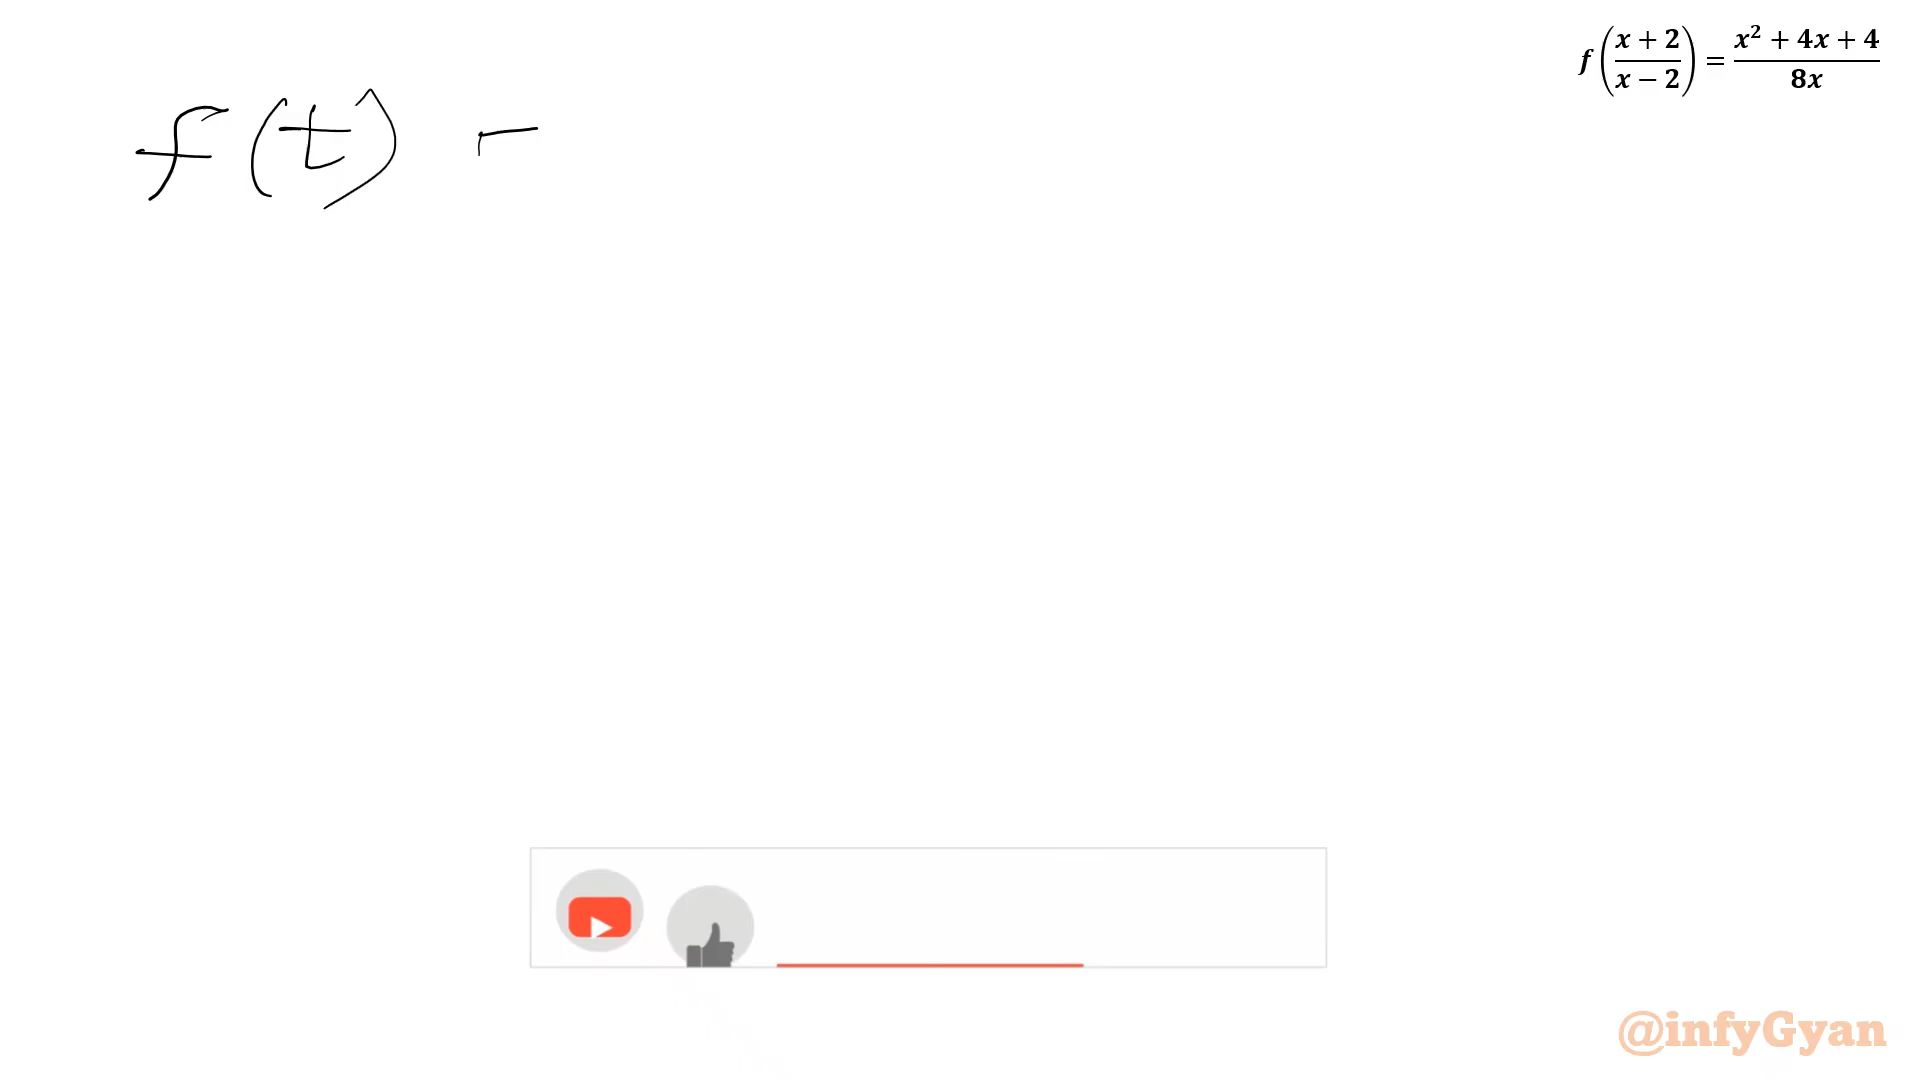 f((x + 2)/(x − 2)) = (x² + 4x + 4)/(8x)
f(t)
@infyGyan